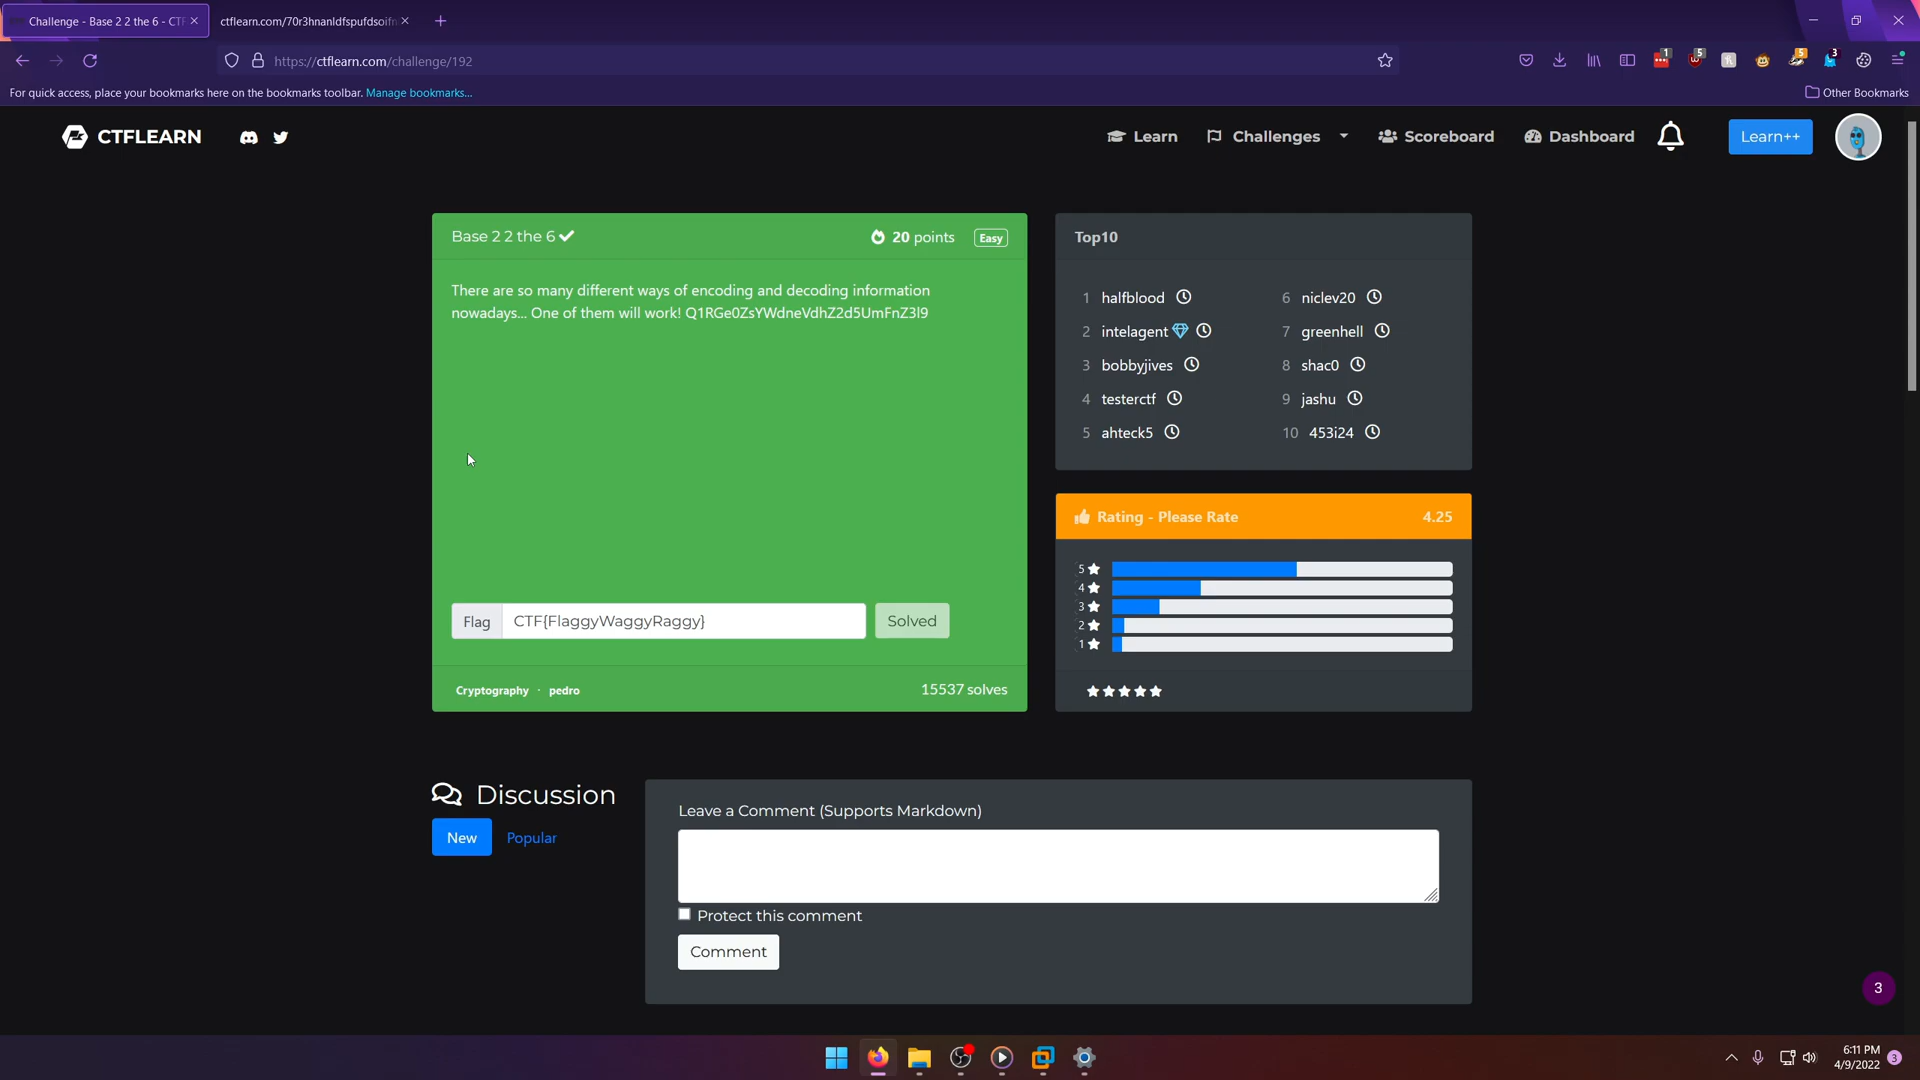 Challenge - Base 2 2 the 6 - CTF
ctflearn.com/70r3hnanldfspufdsoifn
https://ctflearn.com/challenge/192
1
5
5
3
For quick access, place your bookmarks here on the bookmarks toolbar. Manage bookmarks...
Other Bookmarks
CTFLEARN
Learn
Challenges
Scoreboard
Dashboard
Learn++
Base 2 2 the 6
20 points
Easy
There are so many different ways of encoding and decoding information
nowadays... One of them will work! Q1RGe0ZsYWdneVdhZ2d5UmFnZ3l9
Flag
CTF{FlaggyWaggyRaggy}
Solved
Cryptography · pedro
15537 solves
Top10
1 halfblood
6 niclev20
2 intelagent
7 greenhell
3 bobbyjives
8 shac0
4 testerctf
9 jashu
5 ahteck5
10 453i24
Rating - Please Rate
4.25
5
4
3
2
1
Discussion
New
Popular
Leave a Comment (Supports Markdown)
Protect this comment
Comment
3
6:11 PM
4/9/2022
3